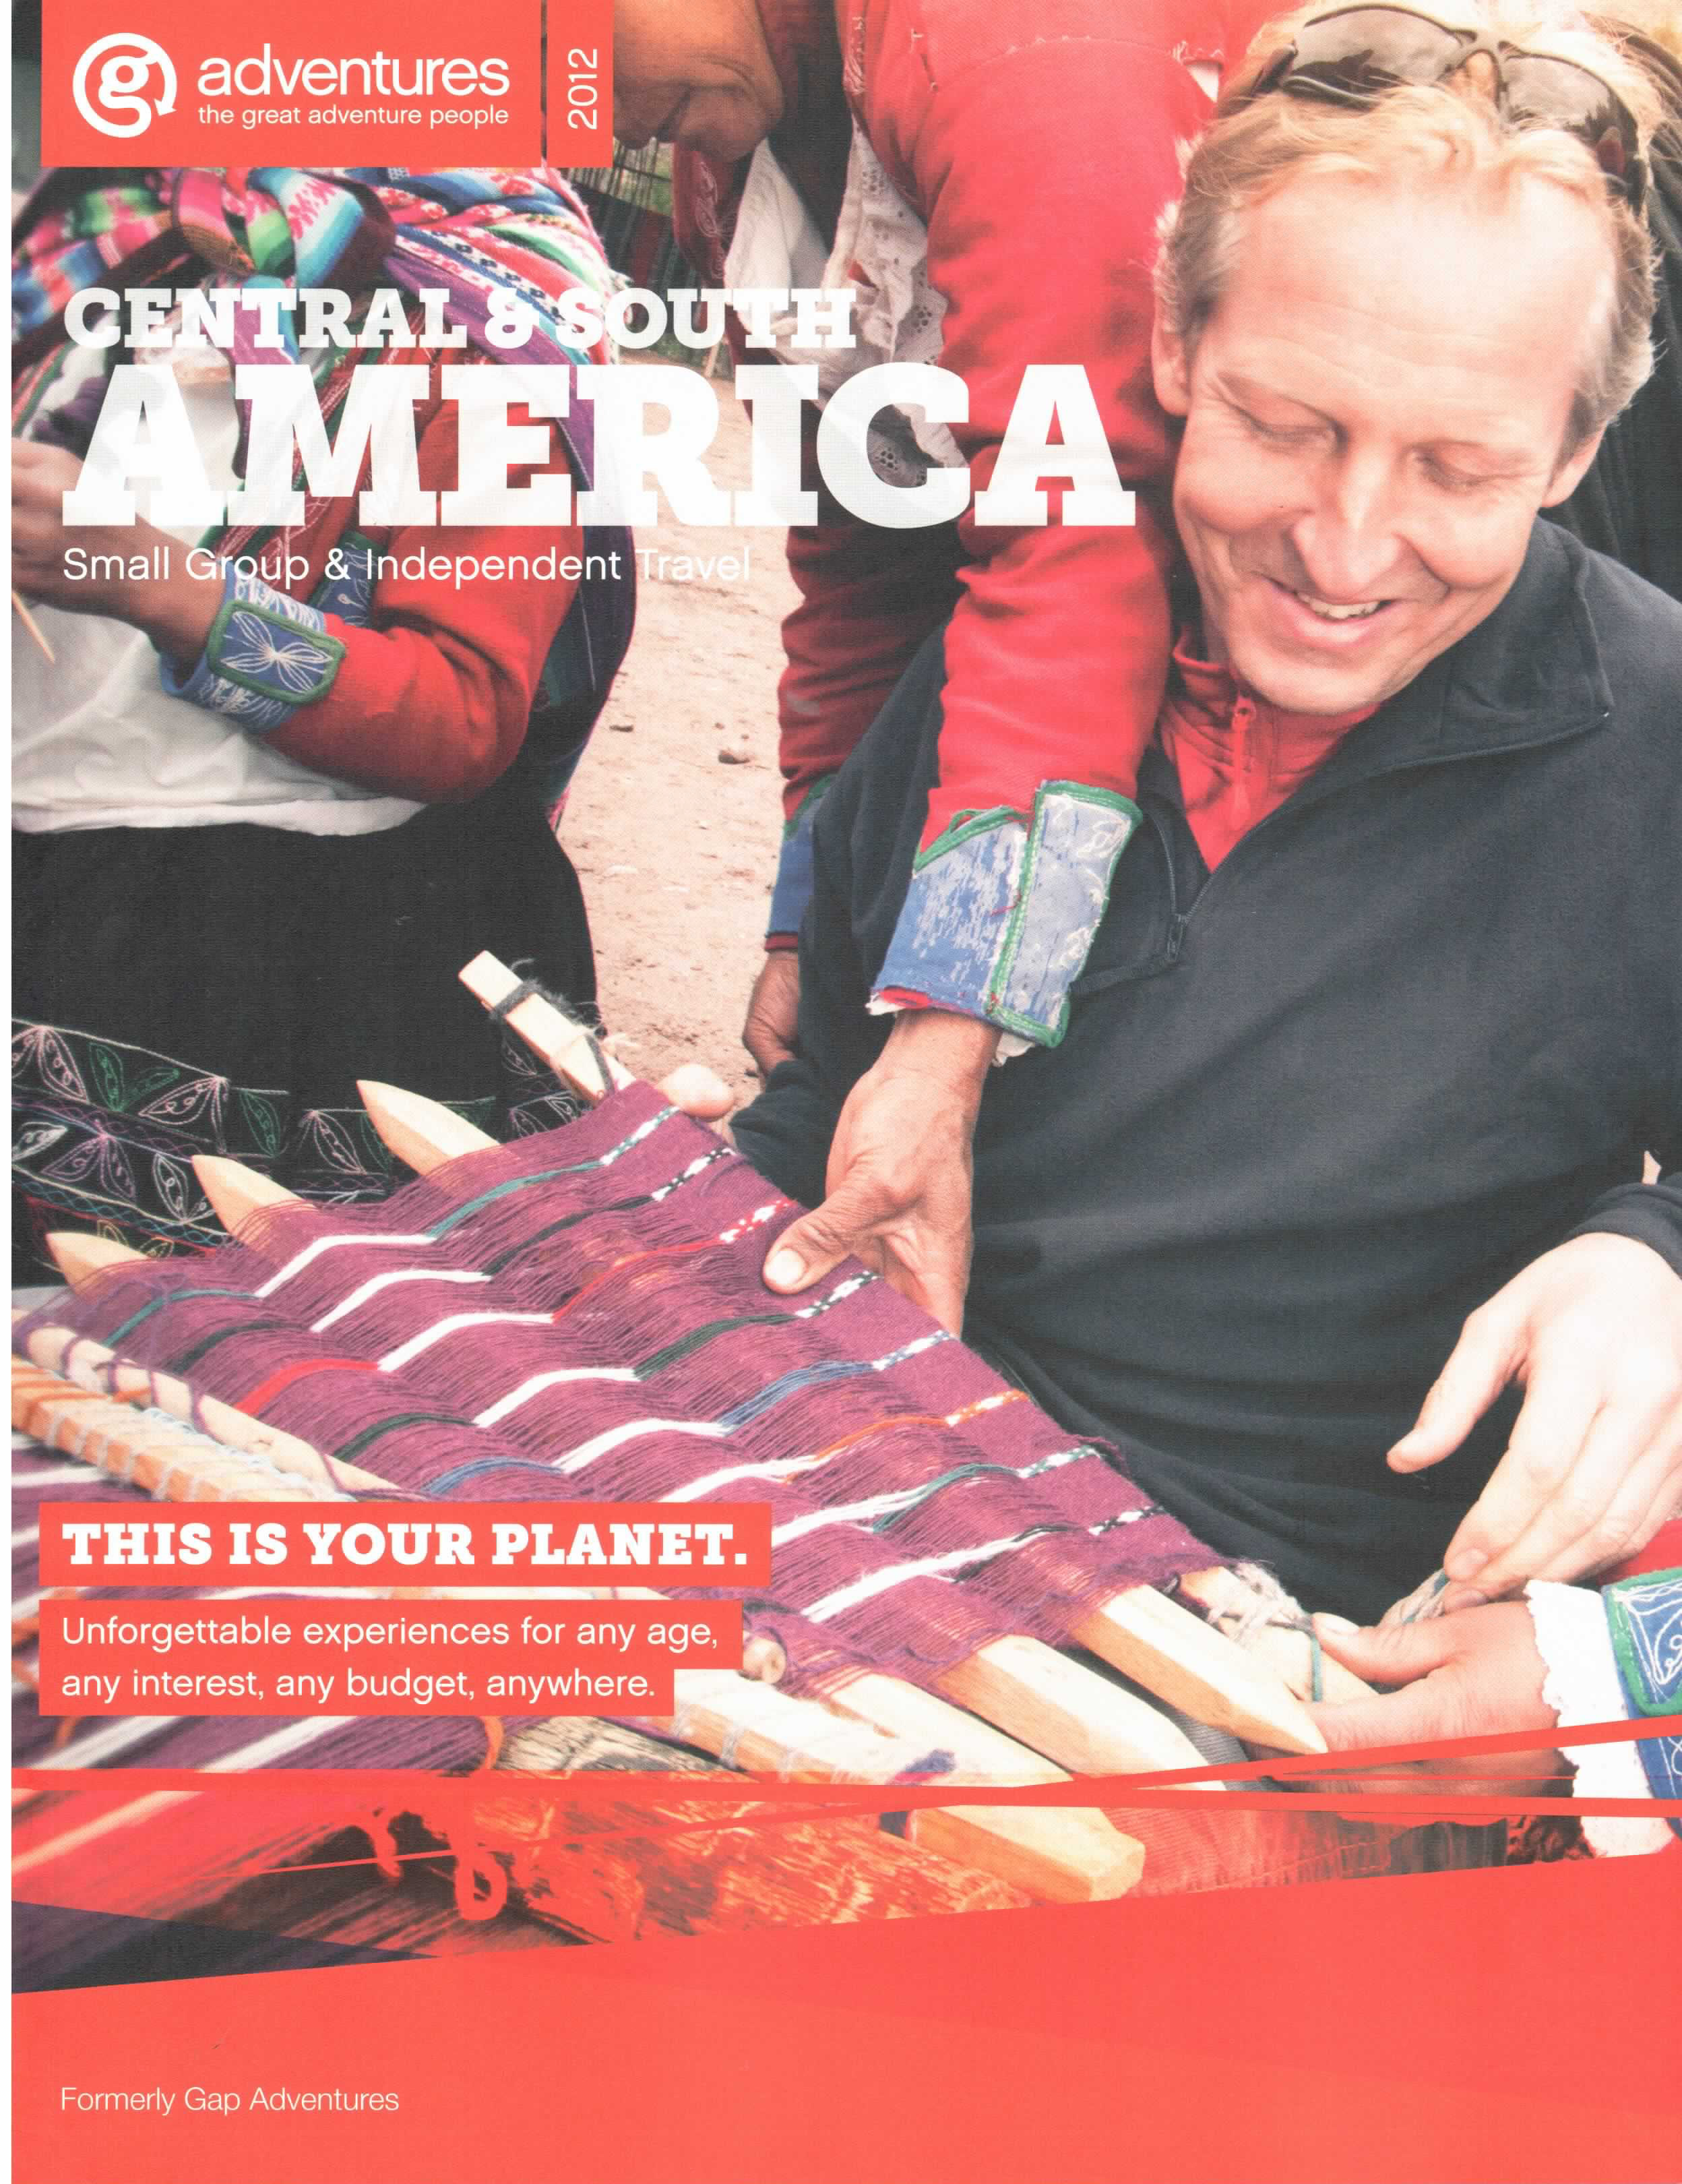 g adventures
the great adventure people
2012
CENTRAL & SOUTH
AMERICA
Small Group & Independent Travel
THIS IS YOUR PLANET.
Unforgettable experiences for any age,
any interest, any budget, anywhere.
Formerly Gap Adventures